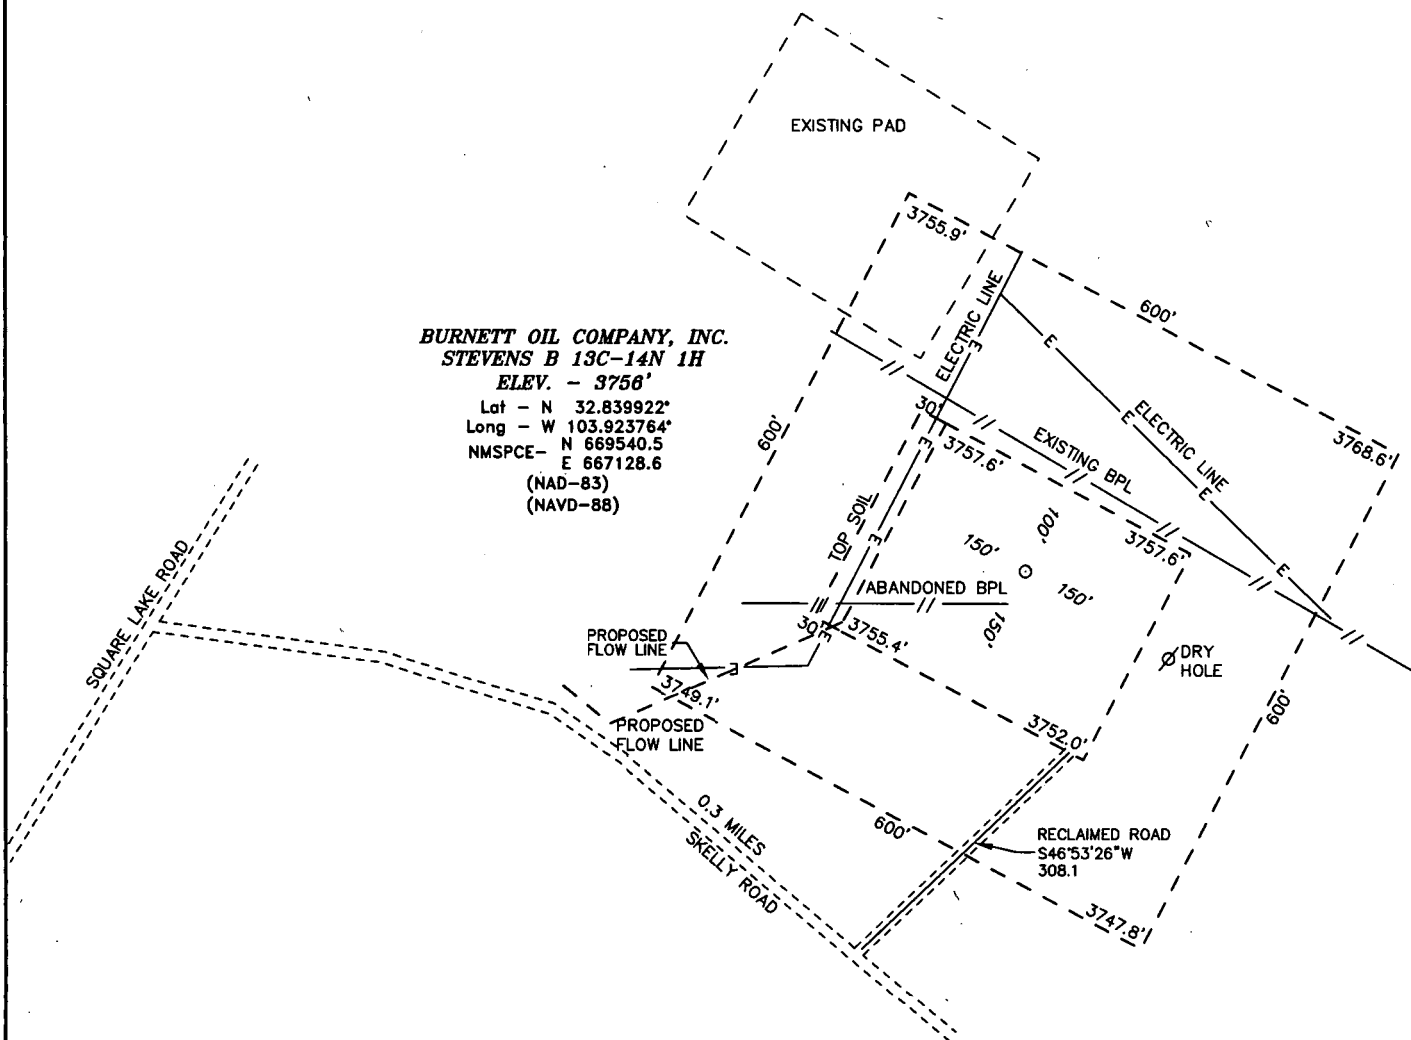 EXISTING PAD
3755.9'
600'
ELECTRIC LINE
BURNETT OIL COMPANY, INC.
STEVENS B 13C-14N 1H
ELEV. - 3756'
Lat - N 32.839922°
Long - W 103.923764°
NMSPCE- N 669540.5
E 667128.6
(NAD-83)
(NAVD-88)
600'
30'
3757.6'
EXISTING BPL
ELECTRIC LINE
3768.6'
E
E
E
E
E
E
E
E
TOP SOIL
100'
150'
150'
3757.6'
ABANDONED BPL
150'
30'
3755.4'
SQUARE LAKE ROAD
PROPOSED
FLOW LINE
3749.1'
DRY
HOLE
PROPOSED
FLOW LINE
3752.0'
600'
0.3 MILES
SKELLY ROAD
600'
RECLAIMED ROAD
S46°53'26"W
308.1
3747.8'